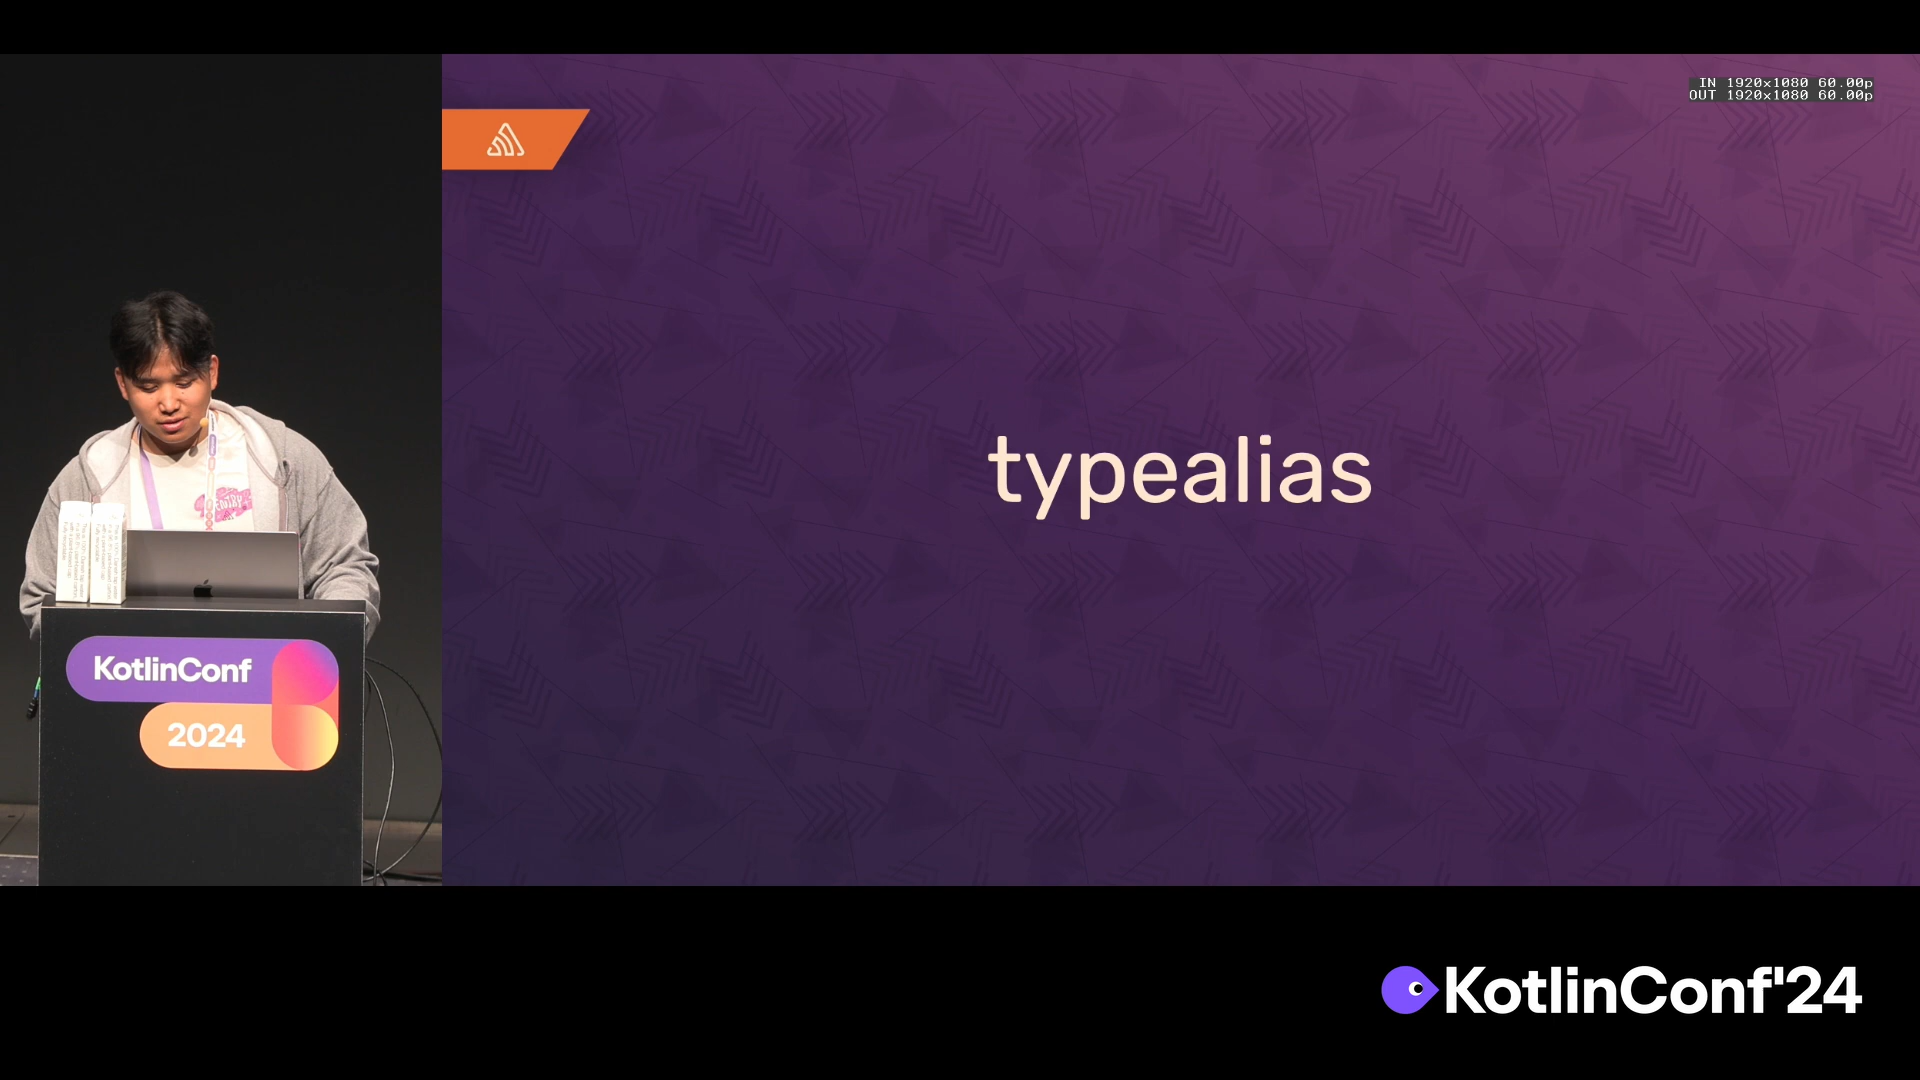 IN 1920x1080 60.00p
OUT 1920x1080 60.00p
typealias
KotlinConf
2024
KotlinConf'24